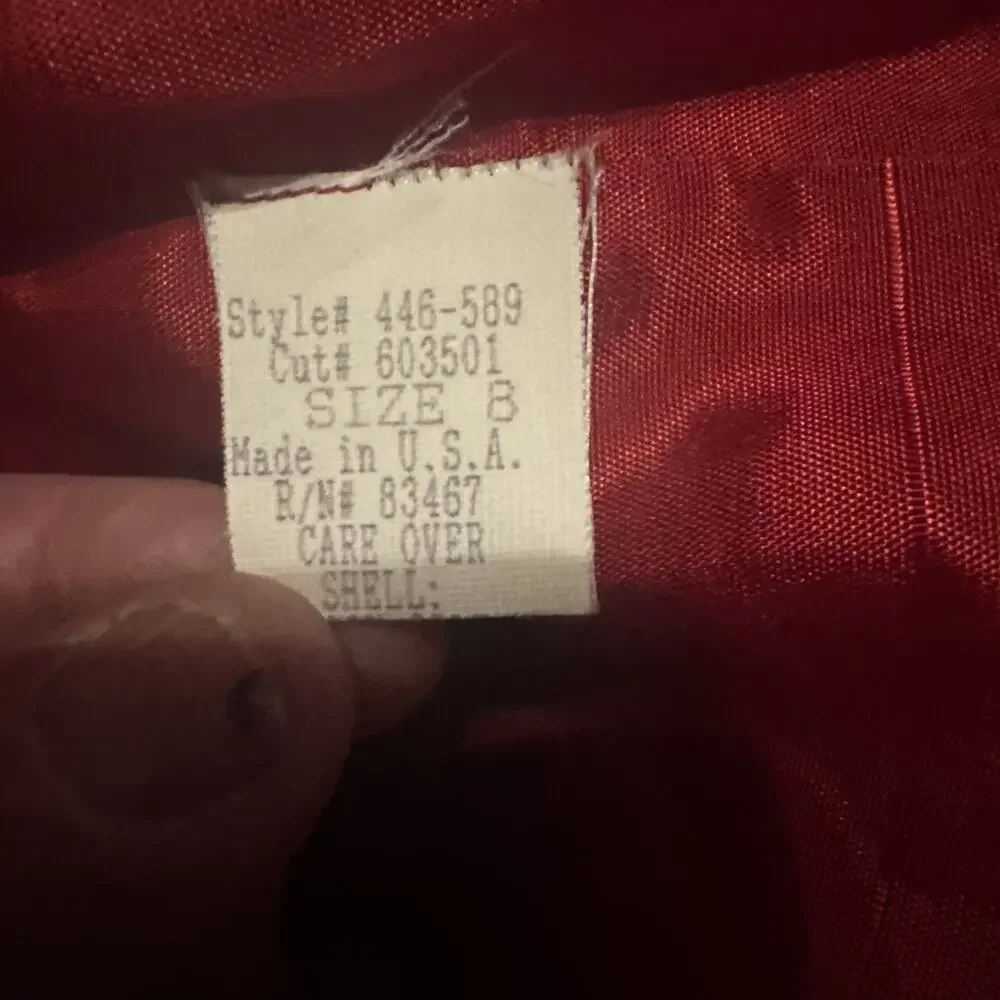 Style# 446-589
Cut# 603501
SIZE 8
Made in U.S.A.
R/N# 83467
CARE OVER
SHELL: